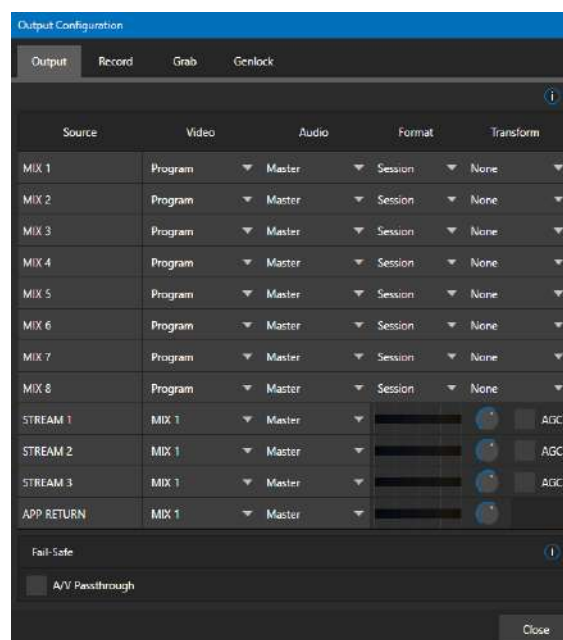 Output Configuration
Output Record Grab Genlock
Source Video Audio Format Transform
MIX 1 Program Master Session None
MIX 2 Program Master Session None
MIX 3 Program Master Session None
MIX 4 Program Master Session None
MIX 5 Program Master Session None
MIX 6 Program Master Session None
MIX 7 Program Master Session None
MIX 8 Program Master Session None
STREAM 1 MIX 1 Master AGC
STREAM 2 MIX 1 Master AGC
STREAM 3 MIX 1 Master AGC
APP RETURN MIX 1 Master
Fail-Safe
A/V Passthrough
Close